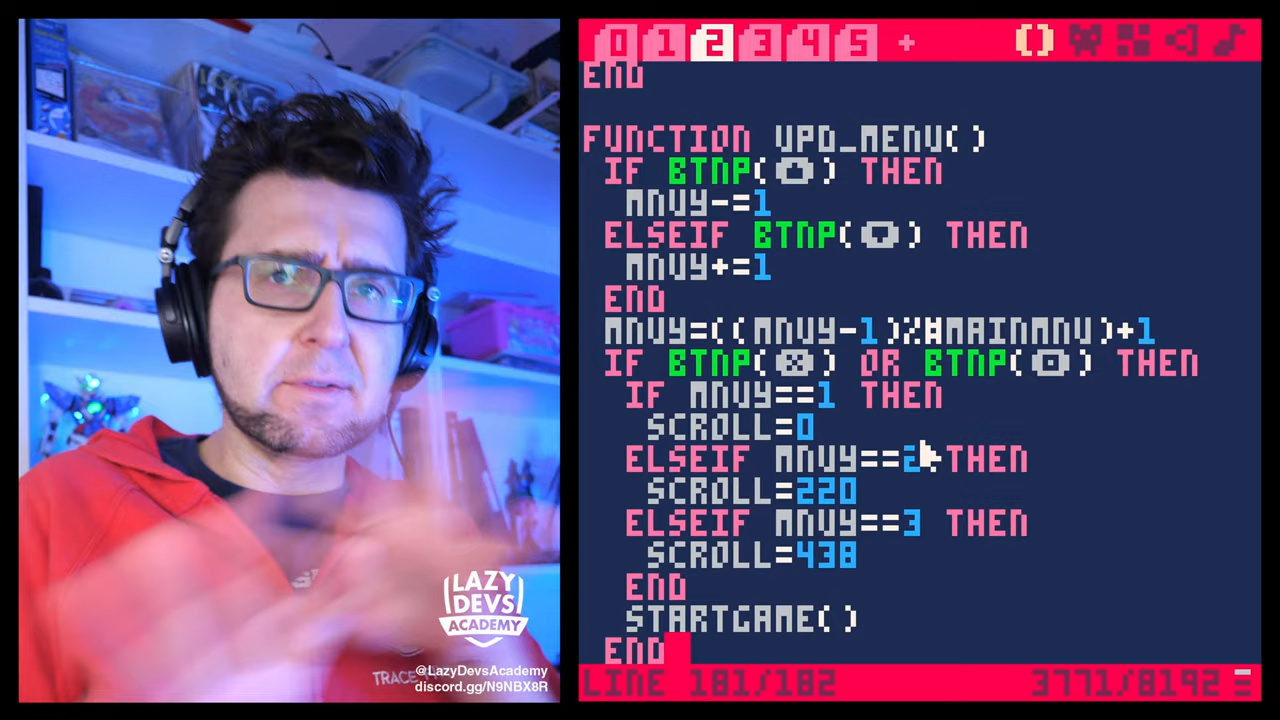 LAZY
DEVS
ACADEMY
@LazyDevsAcademy
discord.gg/N9NBX8R
0 1 2 3 4 5 +
END
FUNCTION UPD_MENU()
IF BTNP(⬆️) THEN
MNUY-=1
ELSEIF BTNP(⬇️) THEN
MNUY+=1
END
MNUY=((MNUY-1)%#MAINMNU)+1
IF BTNP(❎) OR BTNP(🅾️) THEN
IF MNUY==1 THEN
SCROLL=0
ELSEIF MNUY==2 THEN
SCROLL=220
ELSEIF MNUY==3 THEN
SCROLL=438
END
STARTGAME()
END
LINE 181/182
3771/8192